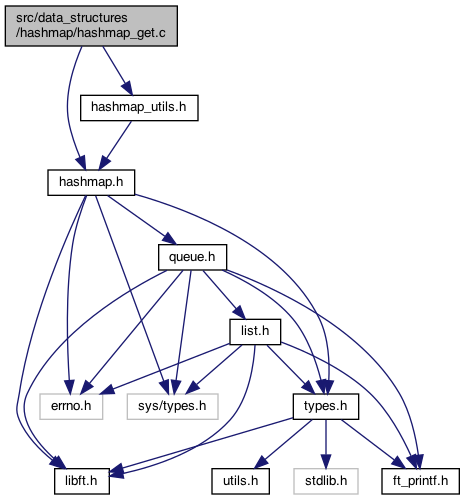 src/data_structures
/hashmap/hashmap_get.c
hashmap_utils.h
hashmap.h
queue.h
list.h
errno.h
sys/types.h
types.h
libft.h
utils.h
stdlib.h
ft_printf.h